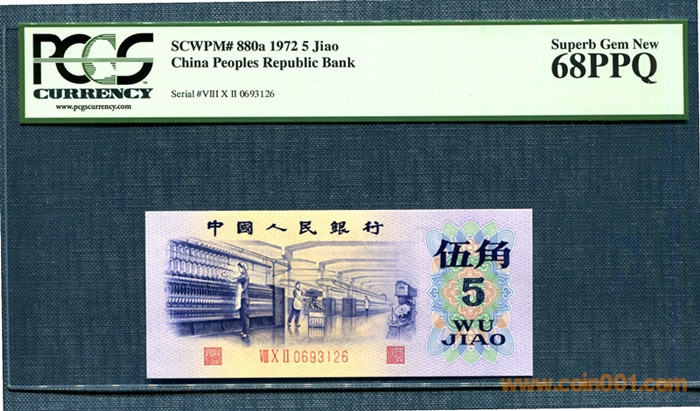 PCGS
CURRENCY
www.pcgscurrency.com
SCWPM# 880a 1972 5 Jiao
China Peoples Republic Bank
Serial #VIII X II 0693126
Superb Gem New
68PPQ
中國人民銀行
伍角
5
WU
JIAO
VIII X II 0693126
www.coin001.com